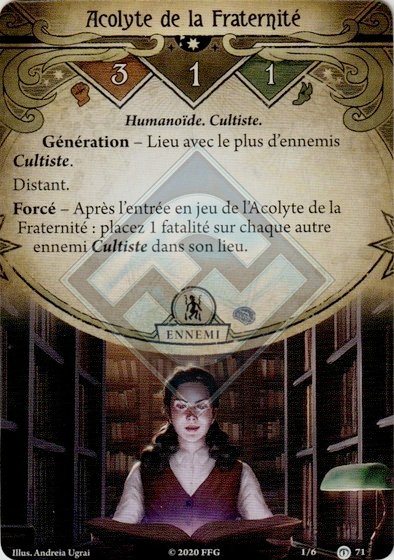 Acolyte de la Fraternité
3 1 1
Humanoïde. Cultiste.
Génération – Lieu avec le plus d'ennemis
Cultiste.
Distant.
Forcé – Après l'entrée en jeu de l'Acolyte de la
Fraternité : placez 1 fatalité sur chaque autre
ennemi Cultiste dans son lieu.
ENNEMI
Illus. Andreia Ugrai © 2020 FFG 1/6 71